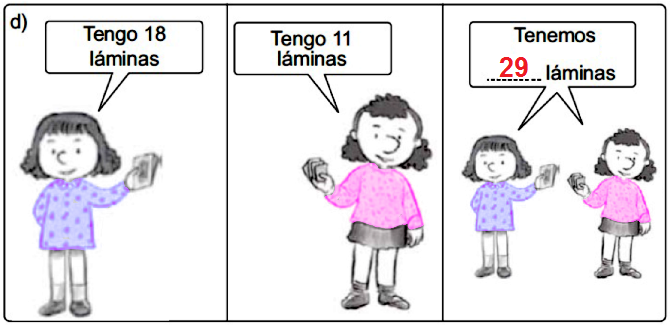 d)
Tengo 18
láminas
Tengo 11
láminas
Tenemos
29 láminas